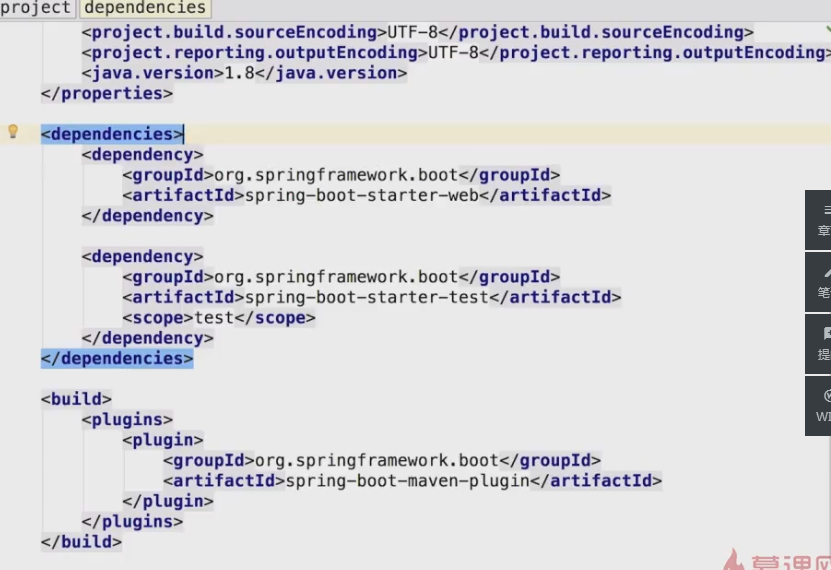 project dependencies
<project.build.sourceEncoding>UTF-8</project.build.sourceEncoding>
<project.reporting.outputEncoding>UTF-8</project.reporting.outputEncoding>
<java.version>1.8</java.version>
</properties>
<dependencies>
<dependency>
<groupId>org.springframework.boot</groupId>
<artifactId>spring-boot-starter-web</artifactId>
</dependency>
<dependency>
<groupId>org.springframework.boot</groupId>
<artifactId>spring-boot-starter-test</artifactId>
<scope>test</scope>
</dependency>
</dependencies>
<build>
<plugins>
<plugin>
<groupId>org.springframework.boot</groupId>
<artifactId>spring-boot-maven-plugin</artifactId>
</plugin>
</plugins>
</build>
章
笔
提
WI